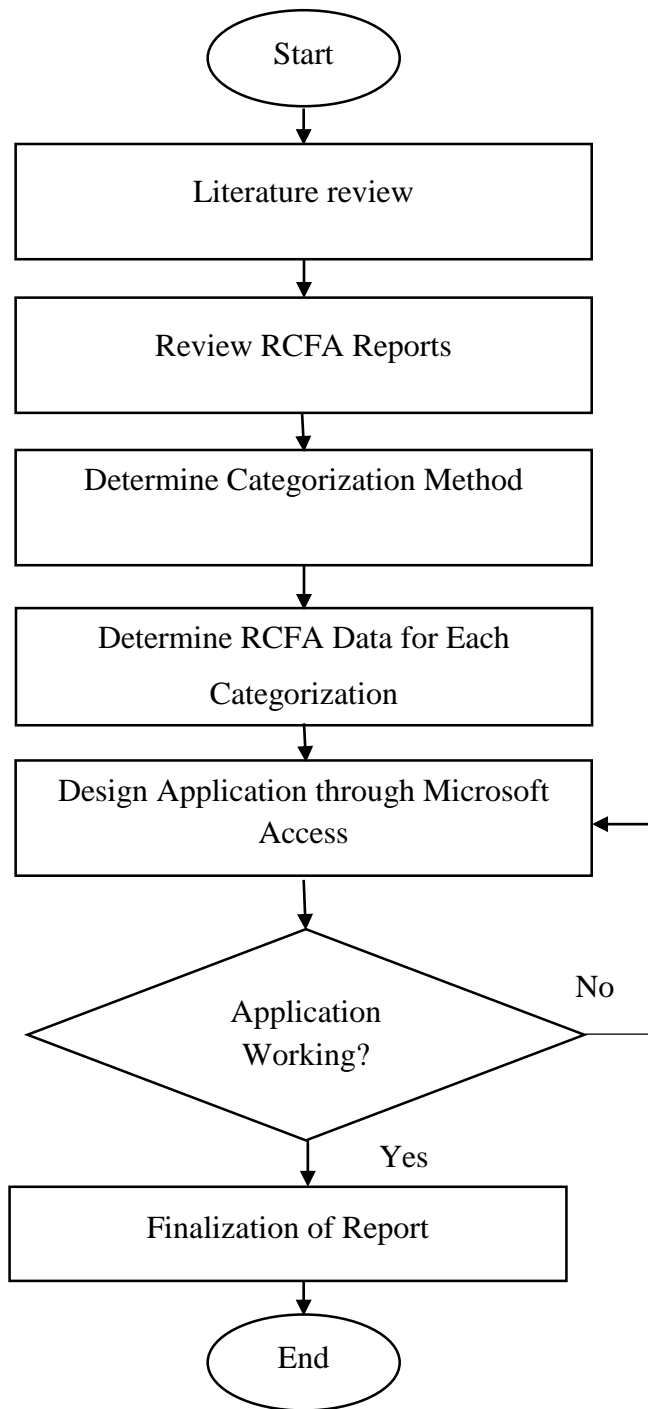 Start
Literature review
Review RCFA Reports
Determine Categorization Method
Determine RCFA Data for Each
Categorization
Design Application through Microsoft
Access
No
Application
Working?
Yes
Finalization of Report
End